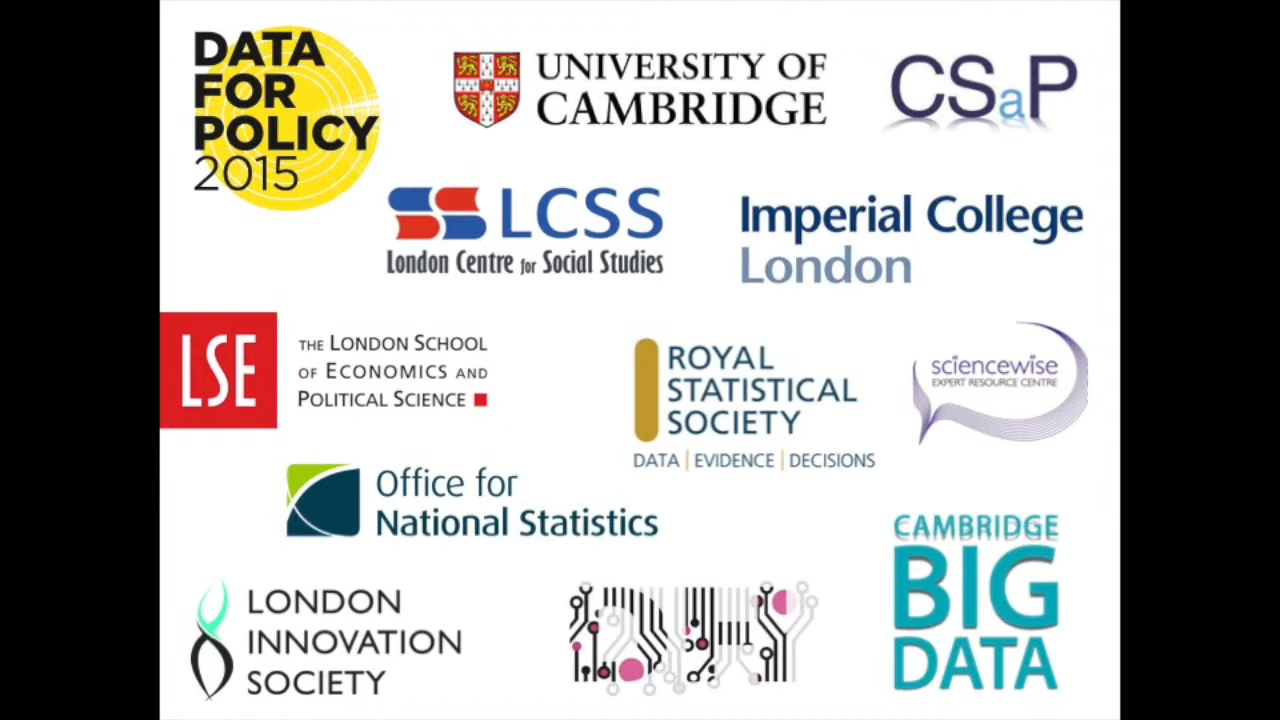 DATA
FOR
POLICY
2015
UNIVERSITY OF
CAMBRIDGE
CSaP
LCSS
London Centre for Social Studies
Imperial College
London
LSE
THE LONDON SCHOOL
OF ECONOMICS AND
POLITICAL SCIENCE
ROYAL
STATISTICAL
SOCIETY
DATA | EVIDENCE | DECISIONS
sciencewise
EXPERT RESOURCE CENTRE
Office for
National Statistics
CAMBRIDGE
BIG
DATA
LONDON
INNOVATION
SOCIETY